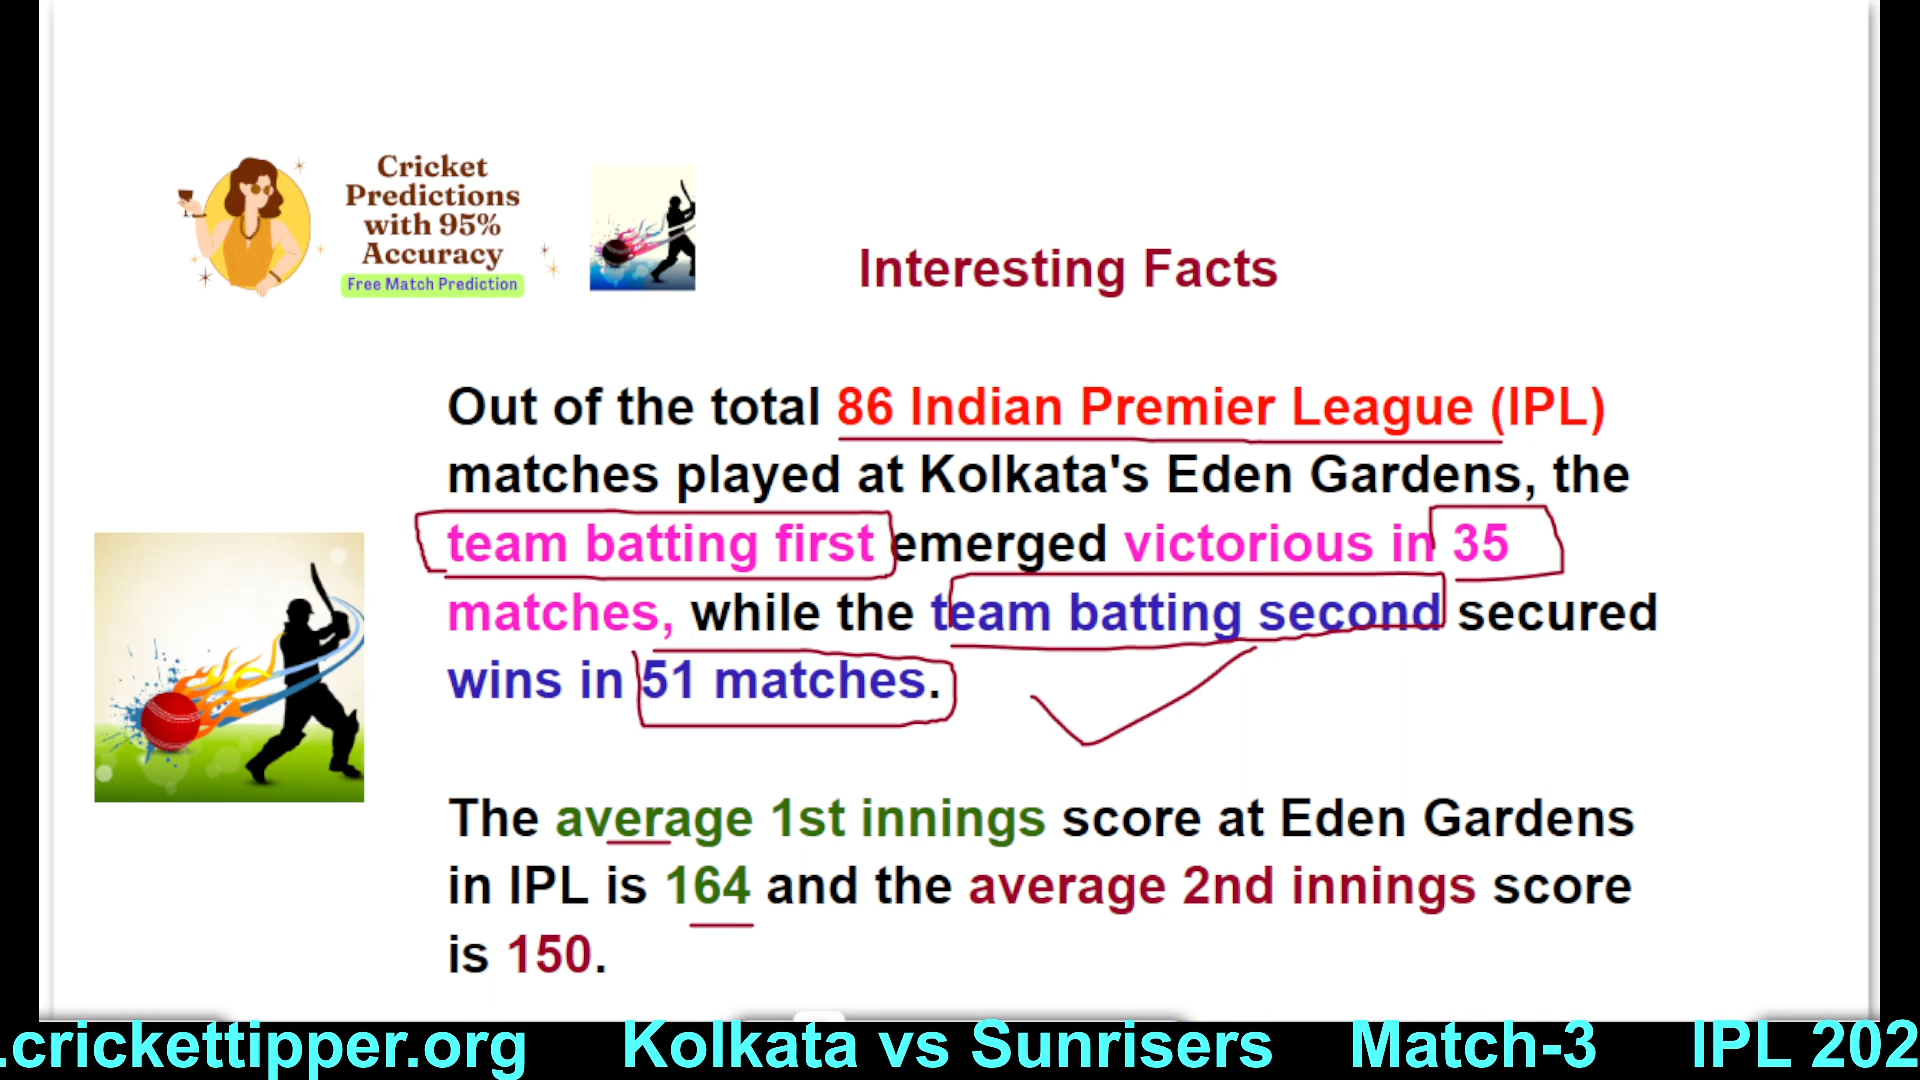 Cricket
Predictions
with 95%
Accuracy
Free Match Prediction
Interesting Facts
Out of the total 86 Indian Premier League (IPL)
matches played at Kolkata's Eden Gardens, the
team batting first emerged victorious in 35
matches, while the team batting second secured
wins in 51 matches.
The average 1st innings score at Eden Gardens
in IPL is 164 and the average 2nd innings score
is 150.
.crickettipper.org Kolkata vs Sunrisers Match-3 IPL 202